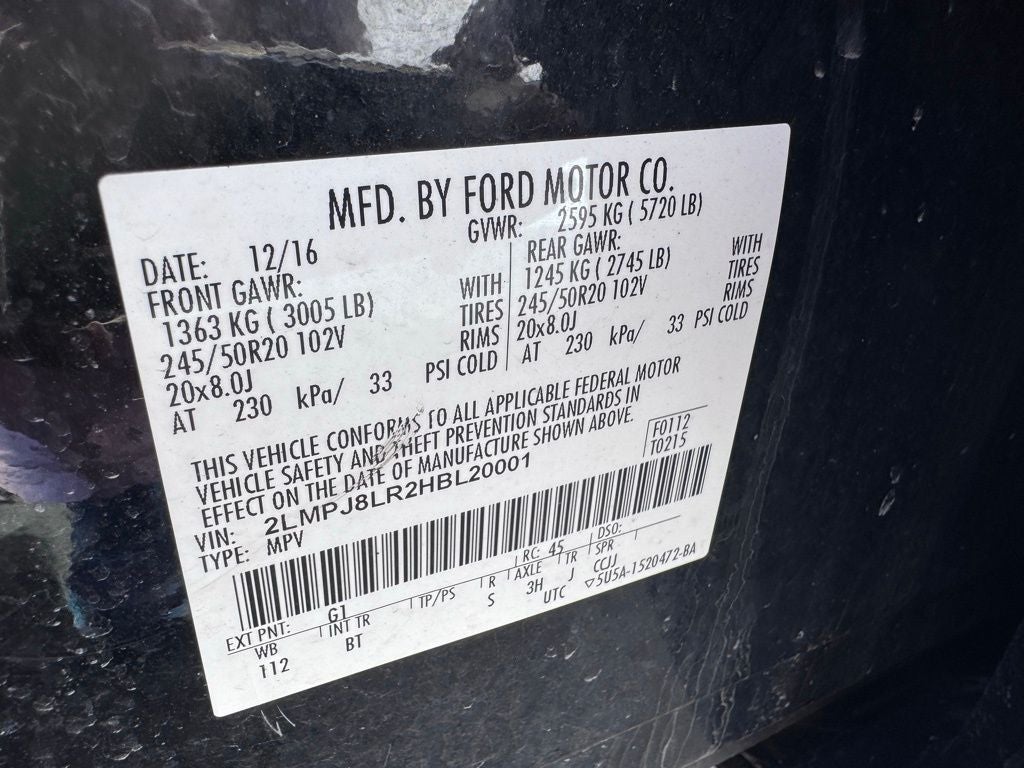 MFD. BY FORD MOTOR CO.
DATE: 12/16
GVWR: 2595 KG ( 5720 LB)
FRONT GAWR:
1363 KG ( 3005 LB) WITH
245/50R20 102V TIRES
20x8.0J RIMS
AT 230 kPa/ 33 PSI COLD
REAR GAWR:
1245 KG ( 2745 LB) WITH
245/50R20 102V TIRES
20x8.0J RIMS
AT 230 kPa/ 33 PSI COLD
THIS VEHICLE CONFORMS TO ALL APPLICABLE FEDERAL MOTOR
VEHICLE SAFETY AND THEFT PREVENTION STANDARDS IN
EFFECT ON THE DATE OF MANUFACTURE SHOWN ABOVE.
F0112
T0215
VIN: 2LMPJ8LR2HBL20001
TYPE: MPV
EXT PNT: G1 RC: 45 DSO:
WB INT TR TP/PS R AXLE TR SPR
112 BT S 3H J CCJJ
UTC ▽5U5A-1520472-BA